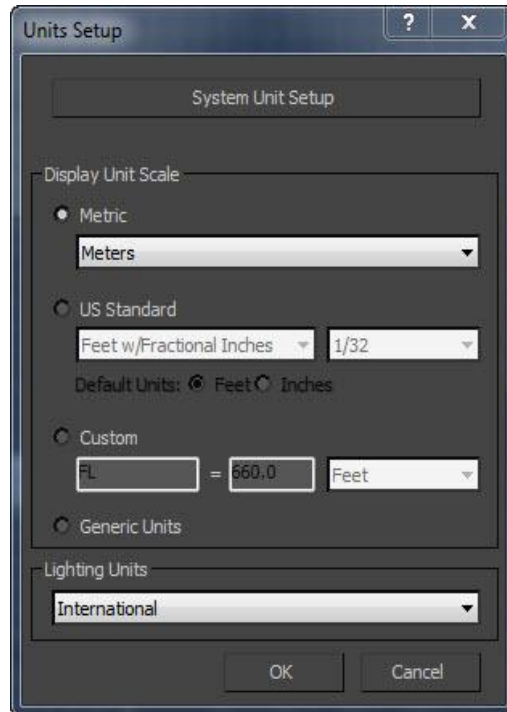 Units Setup
System Unit Setup
Display Unit Scale
Metric
Meters
US Standard
Feet w/Fractional Inches 1/32
Default Units: Feet Inches
Custom
FL = 660.0 Feet
Generic Units
Lighting Units
International
OK Cancel